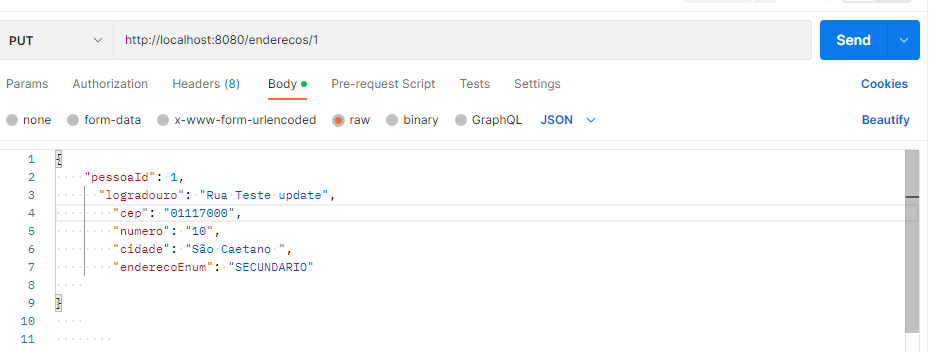 PUT http://localhost:8080/enderecos/1 Send
Params Authorization Headers (8) Body Pre-request Script Tests Settings Cookies
none form-data x-www-form-urlencoded raw binary GraphQL JSON Beautify
1 {
2 "pessoaId": 1,
3 "logradouro": "Rua Teste update",
4 "cep": "01117000",
5 "numero": "10",
6 "cidade": "São Caetano ",
7 "enderecoEnum": "SECUNDARIO"
8
9 }
10
11